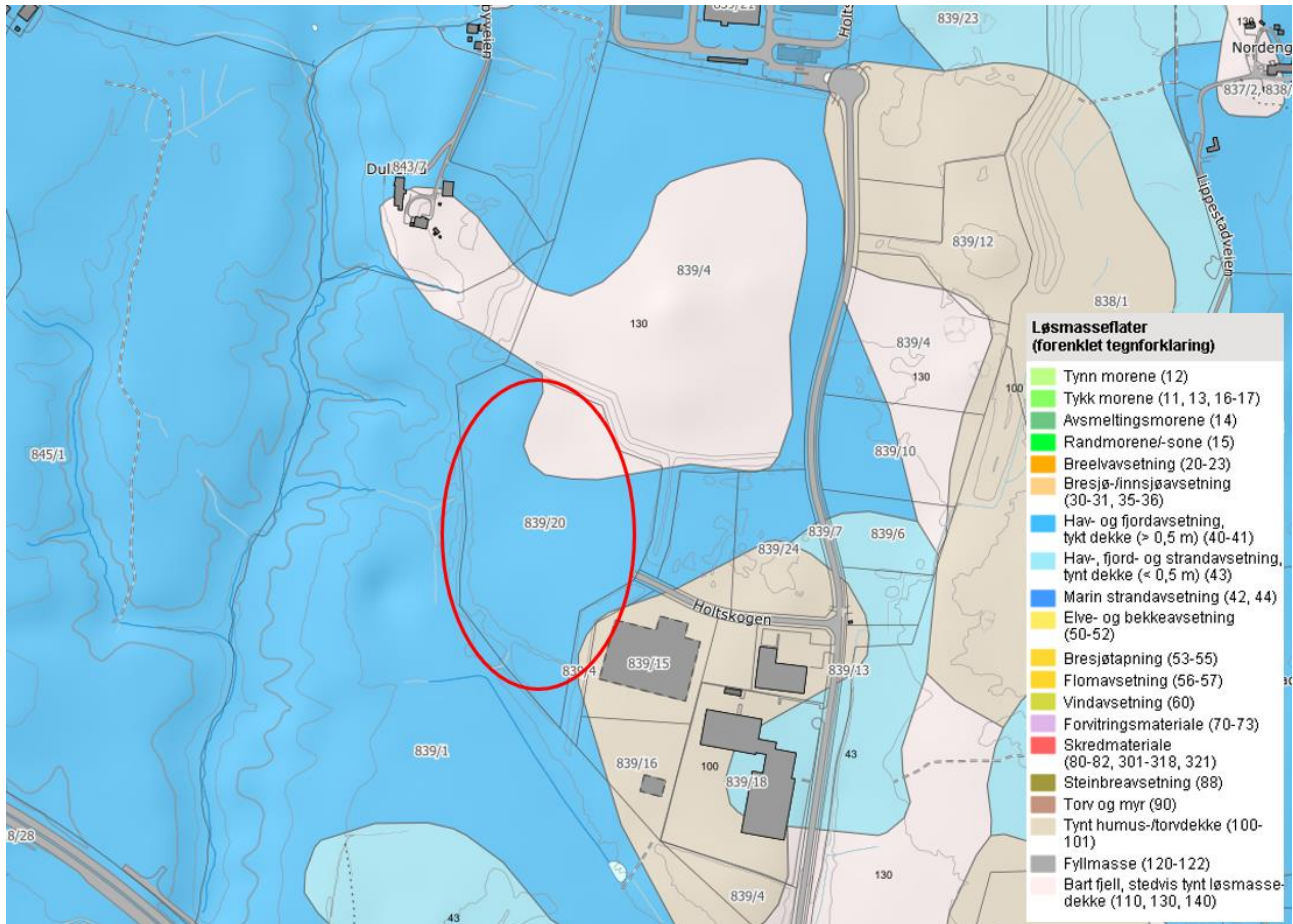 839/21
byveien
Holts
839/23
130
Nordeng
837/2, 838/
843/7
Lippestadveien
839/12
839/4
838/1
130
839/4
130
100
845/1
839/10
839/20
839/7
839/6
839/24
Holtskogen
839/15
839/4
839/13
839/1
43
839/16
100
839/18
8/28
130
839/4
43
Løsmasseflater
(forenklet tegnforklaring)
Tynn morene (12)
Tykk morene (11, 13, 16-17)
Avsmeltingsmorene (14)
Randmorene/-sone (15)
Breelvavsetning (20-23)
Bresjø-/innsjøavsetning
(30-31, 35-36)
Hav- og fjordavsetning,
tykt dekke (> 0,5 m) (40-41)
Hav-, fjord- og strandavsetning,
tynt dekke (< 0,5 m) (43)
Marin strandavsetning (42, 44)
Elve- og bekkeavsetning
(50-52)
Bresjøtapning (53-55)
Flomavsetning (56-57)
Vindavsetning (60)
Forvitringsmateriale (70-73)
Skredmateriale
(80-82, 301-318, 321)
Steinbreavsetning (88)
Torv og myr (90)
Tynt humus-/torvdekke (100-
101)
Fyllmasse (120-122)
Bart fjell, stedvis tynt løsmasse-
dekke (110, 130, 140)